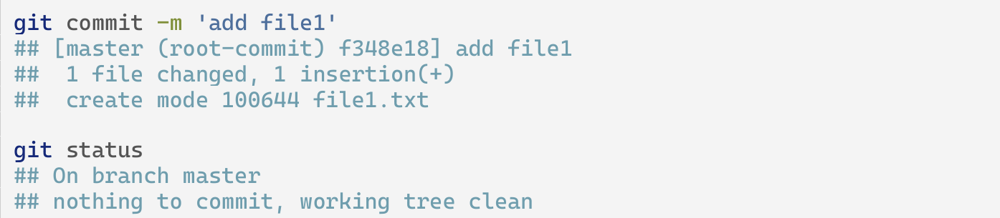 git commit -m 'add file1'
## [master (root-commit) f348e18] add file1
##  1 file changed, 1 insertion(+)
##  create mode 100644 file1.txt
git status
## On branch master
## nothing to commit, working tree clean